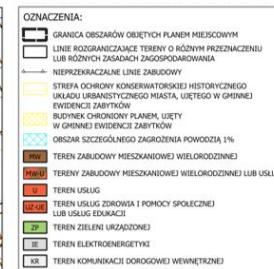 OZNACZENIA:
GRANICA OBSZARÓW OBJĘTYCH PLANEM MIEJSCOWYM
LINIE ROZGRANICZAJĄCE TERENY O RÓŻNYM PRZEZNACZENIU
LUB RÓŻNYCH ZASADACH ZAGOSPODAROWANIA
NIEPRZEKRACZALNE LINIE ZABUDOWY
STREFA OCHRONY KONSERWATORSKIEJ HISTORYCZNEGO
UKŁADU URBANISTYCZNEGO MIASTA, UJĘTEGO W GMINNEJ
EWIDENCJI ZABYTKÓW
BUDYNEK CHRONIONY PLANEM, UJĘTY
W GMINNEJ EWIDENCJI ZABYTKÓW
OBSZAR SZCZEGÓLNEGO ZAGROŻENIA POWODZIĄ 1%
MW TEREN ZABUDOWY MIESZKANIOWEJ WIELORODZINNEJ
MW-U TERENY ZABUDOWY MIESZKANIOWEJ WIELORODZINNEJ LUB USŁU
U TEREN USŁUG
UZ-UE TEREN USŁUG ZDROWIA I POMOCY SPOŁECZNEJ
LUB USŁUG EDUKACJI
ZP TEREN ZIELENI URZĄDZONEJ
IE TEREN ELEKTROENERGETYKI
KR TEREN KOMUNIKACJI DROGOWEJ WEWNĘTRZNEJ